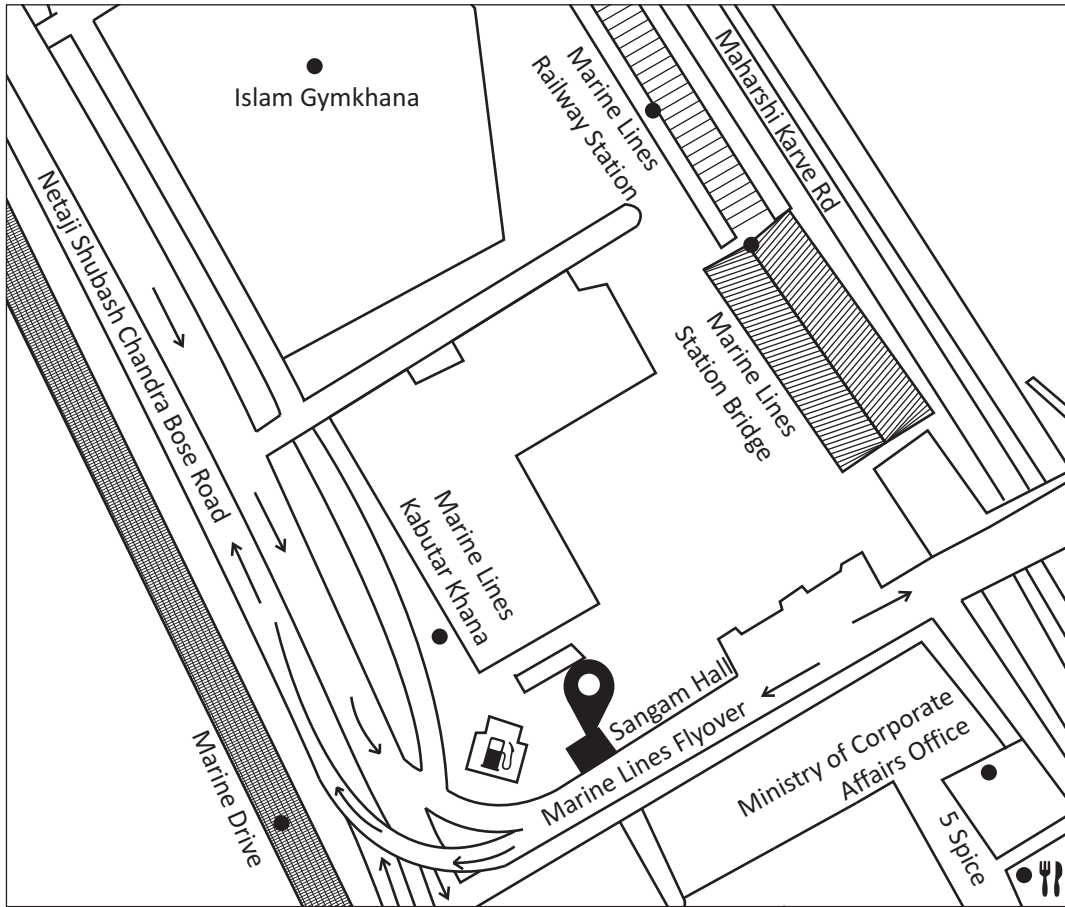 Islam Gymkhana
Marine Lines
Railway Station
Maharshi Karve Rd
Netaji Shubash Chandra Bose Road
Marine Lines
Station Bridge
Marine Lines
Kabutar Khana
Sangam Hall
Marine Lines Flyover
Ministry of Corporate
Affairs Office
Marine Drive
5 Spice